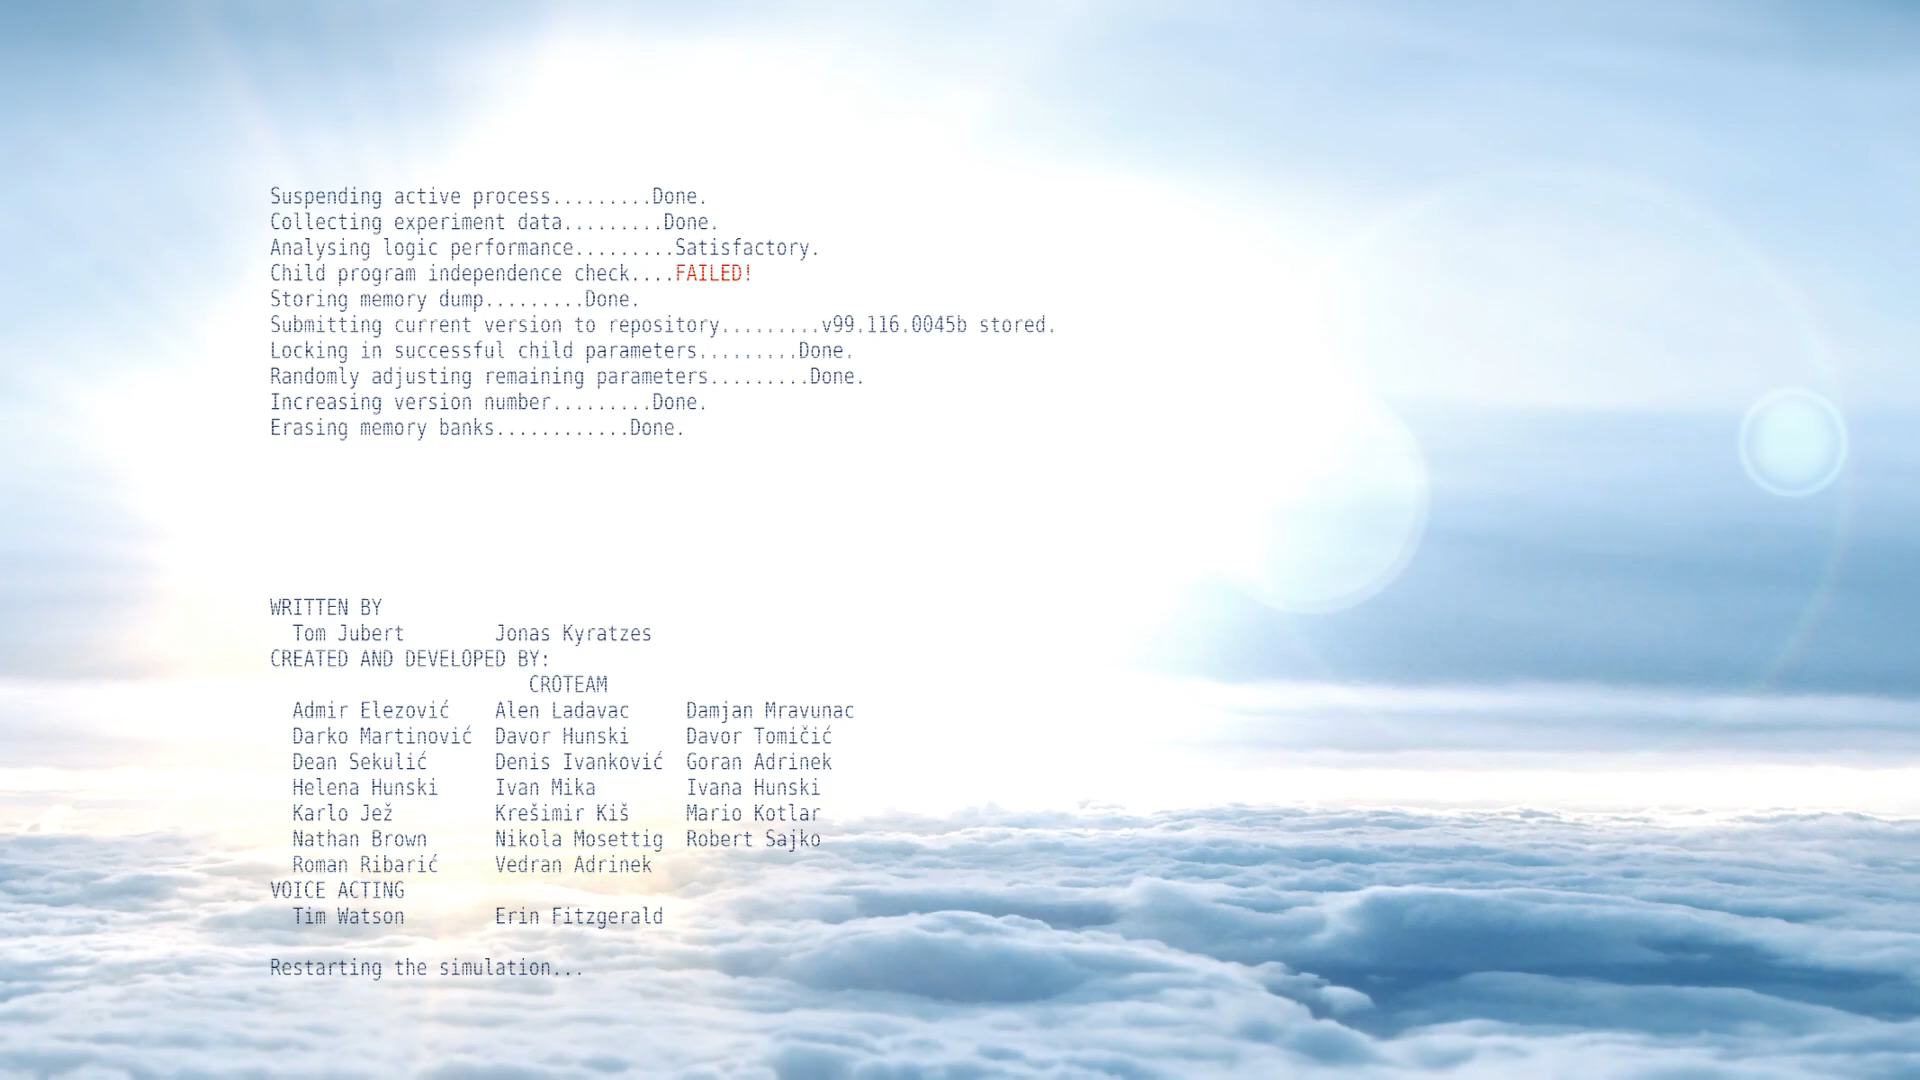 Suspending active process.........Done.
Collecting experiment data.........Done.
Analysing logic performance.........Satisfactory.
Child program independence check....FAILED!
Storing memory dump.........Done.
Submitting current version to repository.........v99.116.0045b stored.
Locking in successful child parameters.........Done.
Randomly adjusting remaining parameters.........Done.
Increasing version number.........Done.
Erasing memory banks............Done.
WRITTEN BY
Tom Jubert Jonas Kyratzes
CREATED AND DEVELOPED BY:
CROTEAM
Admir Elezović Alen Ladavac Damjan Mravunac
Darko Martinović Davor Hunski Davor Tomičić
Dean Sekulić Denis Ivanković Goran Adrinek
Helena Hunski Ivan Mika Ivana Hunski
Karlo Jež Krešimir Kiš Mario Kotlar
Nathan Brown Nikola Mosettig Robert Sajko
Roman Ribarić Vedran Adrinek
VOICE ACTING
Tim Watson Erin Fitzgerald
Restarting the simulation...